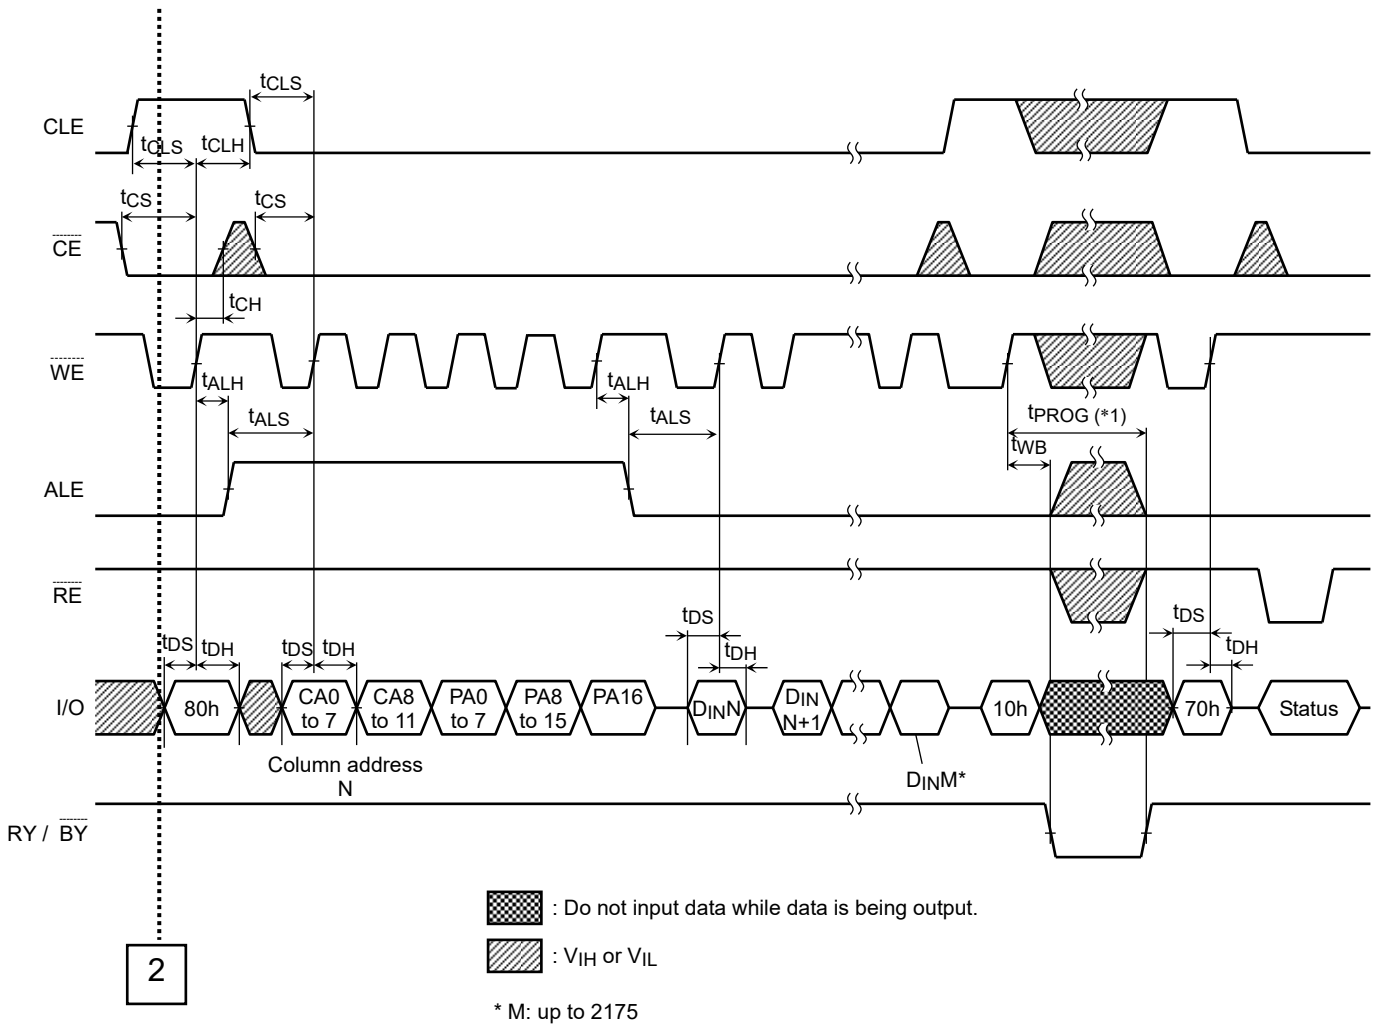 tCLS
CLE
tCLS
tCLH
tCS
tCS
CE
tCH
WE
tALH
tALH
tALS
tALS
tPROG (*1)
tWB
ALE
RE
tDS
tDH
tDS
tDH
tDS
tDH
tDS
tDH
I/O
80h
CA0 to 7
CA8 to 11
PA0 to 7
PA8 to 15
PA16
DINN
DIN N+1
10h
70h
Status
Column address
N
DINM*
RY / BY
: Do not input data while data is being output.
2
: VIH or VIL
* M: up to 2175